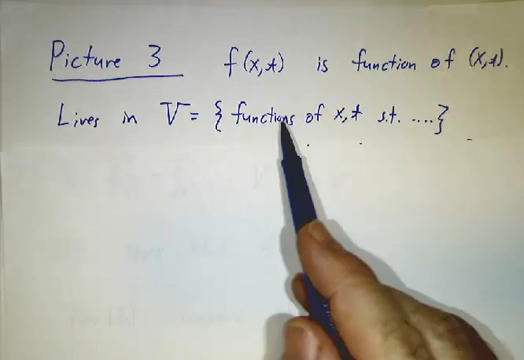 Picture 3 f(x,t) is function of (x,t).
Lives in V = { functions of x,t s.t. .... }